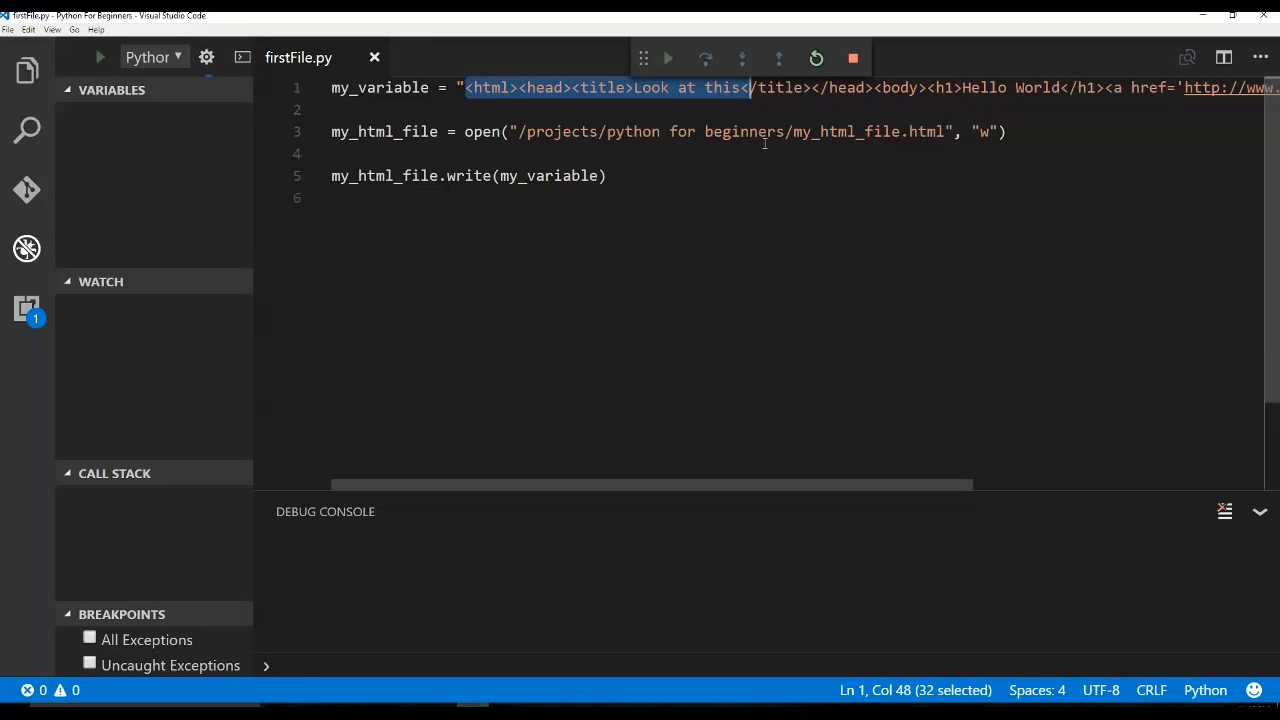 firstFile.py - Python For Beginners - Visual Studio Code
File Edit View Go Help
Python
firstFile.py
VARIABLES
WATCH
CALL STACK
BREAKPOINTS
All Exceptions
Uncaught Exceptions
1 my_variable = "<html><head><title>Look at this</title></head><body><h1>Hello World</h1><a href='http://www.
2
3 my_html_file = open("/projects/python for beginners/my_html_file.html", "w")
4
5 my_html_file.write(my_variable)
6
DEBUG CONSOLE
1
0 0
Ln 1, Col 48 (32 selected) Spaces: 4 UTF-8 CRLF Python